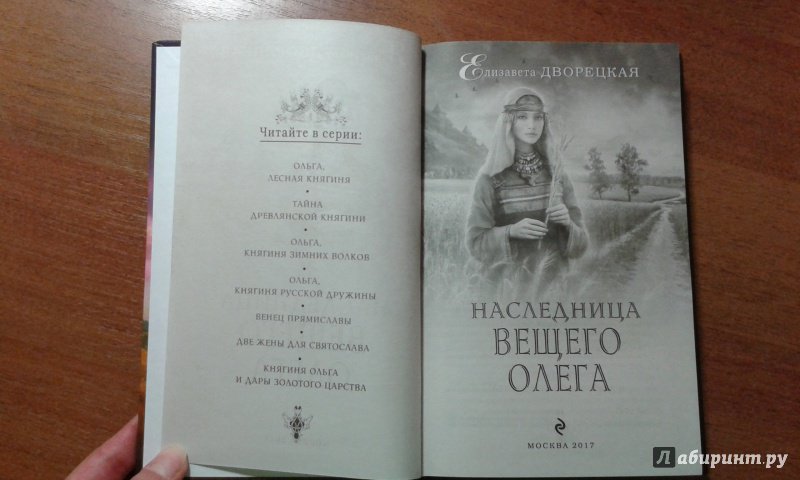 Читайте в серии:
ОЛЬГА,
ЛЕСНАЯ КНЯГИНЯ
•
ТАЙНА
ДРЕВЛЯНСКОЙ КНЯГИНИ
•
ОЛЬГА,
КНЯГИНЯ ЗИМНИХ ВОЛКОВ
•
ОЛЬГА,
КНЯГИНЯ РУССКОЙ ДРУЖИНЫ
•
ВЕНЕЦ ПРЯМИСЛАВЫ
•
ДВЕ ЖЕНЫ ДЛЯ СВЯТОСЛАВА
•
КНЯГИНЯ ОЛЬГА
И ДАРЫ ЗОЛОТОГО ЦАРСТВА
Елизавета ДВОРЕЦКАЯ
НАСЛЕДНИЦА
ВЕЩЕГО
ОЛЕГА
МОСКВА 2017
Лабиринт.ру